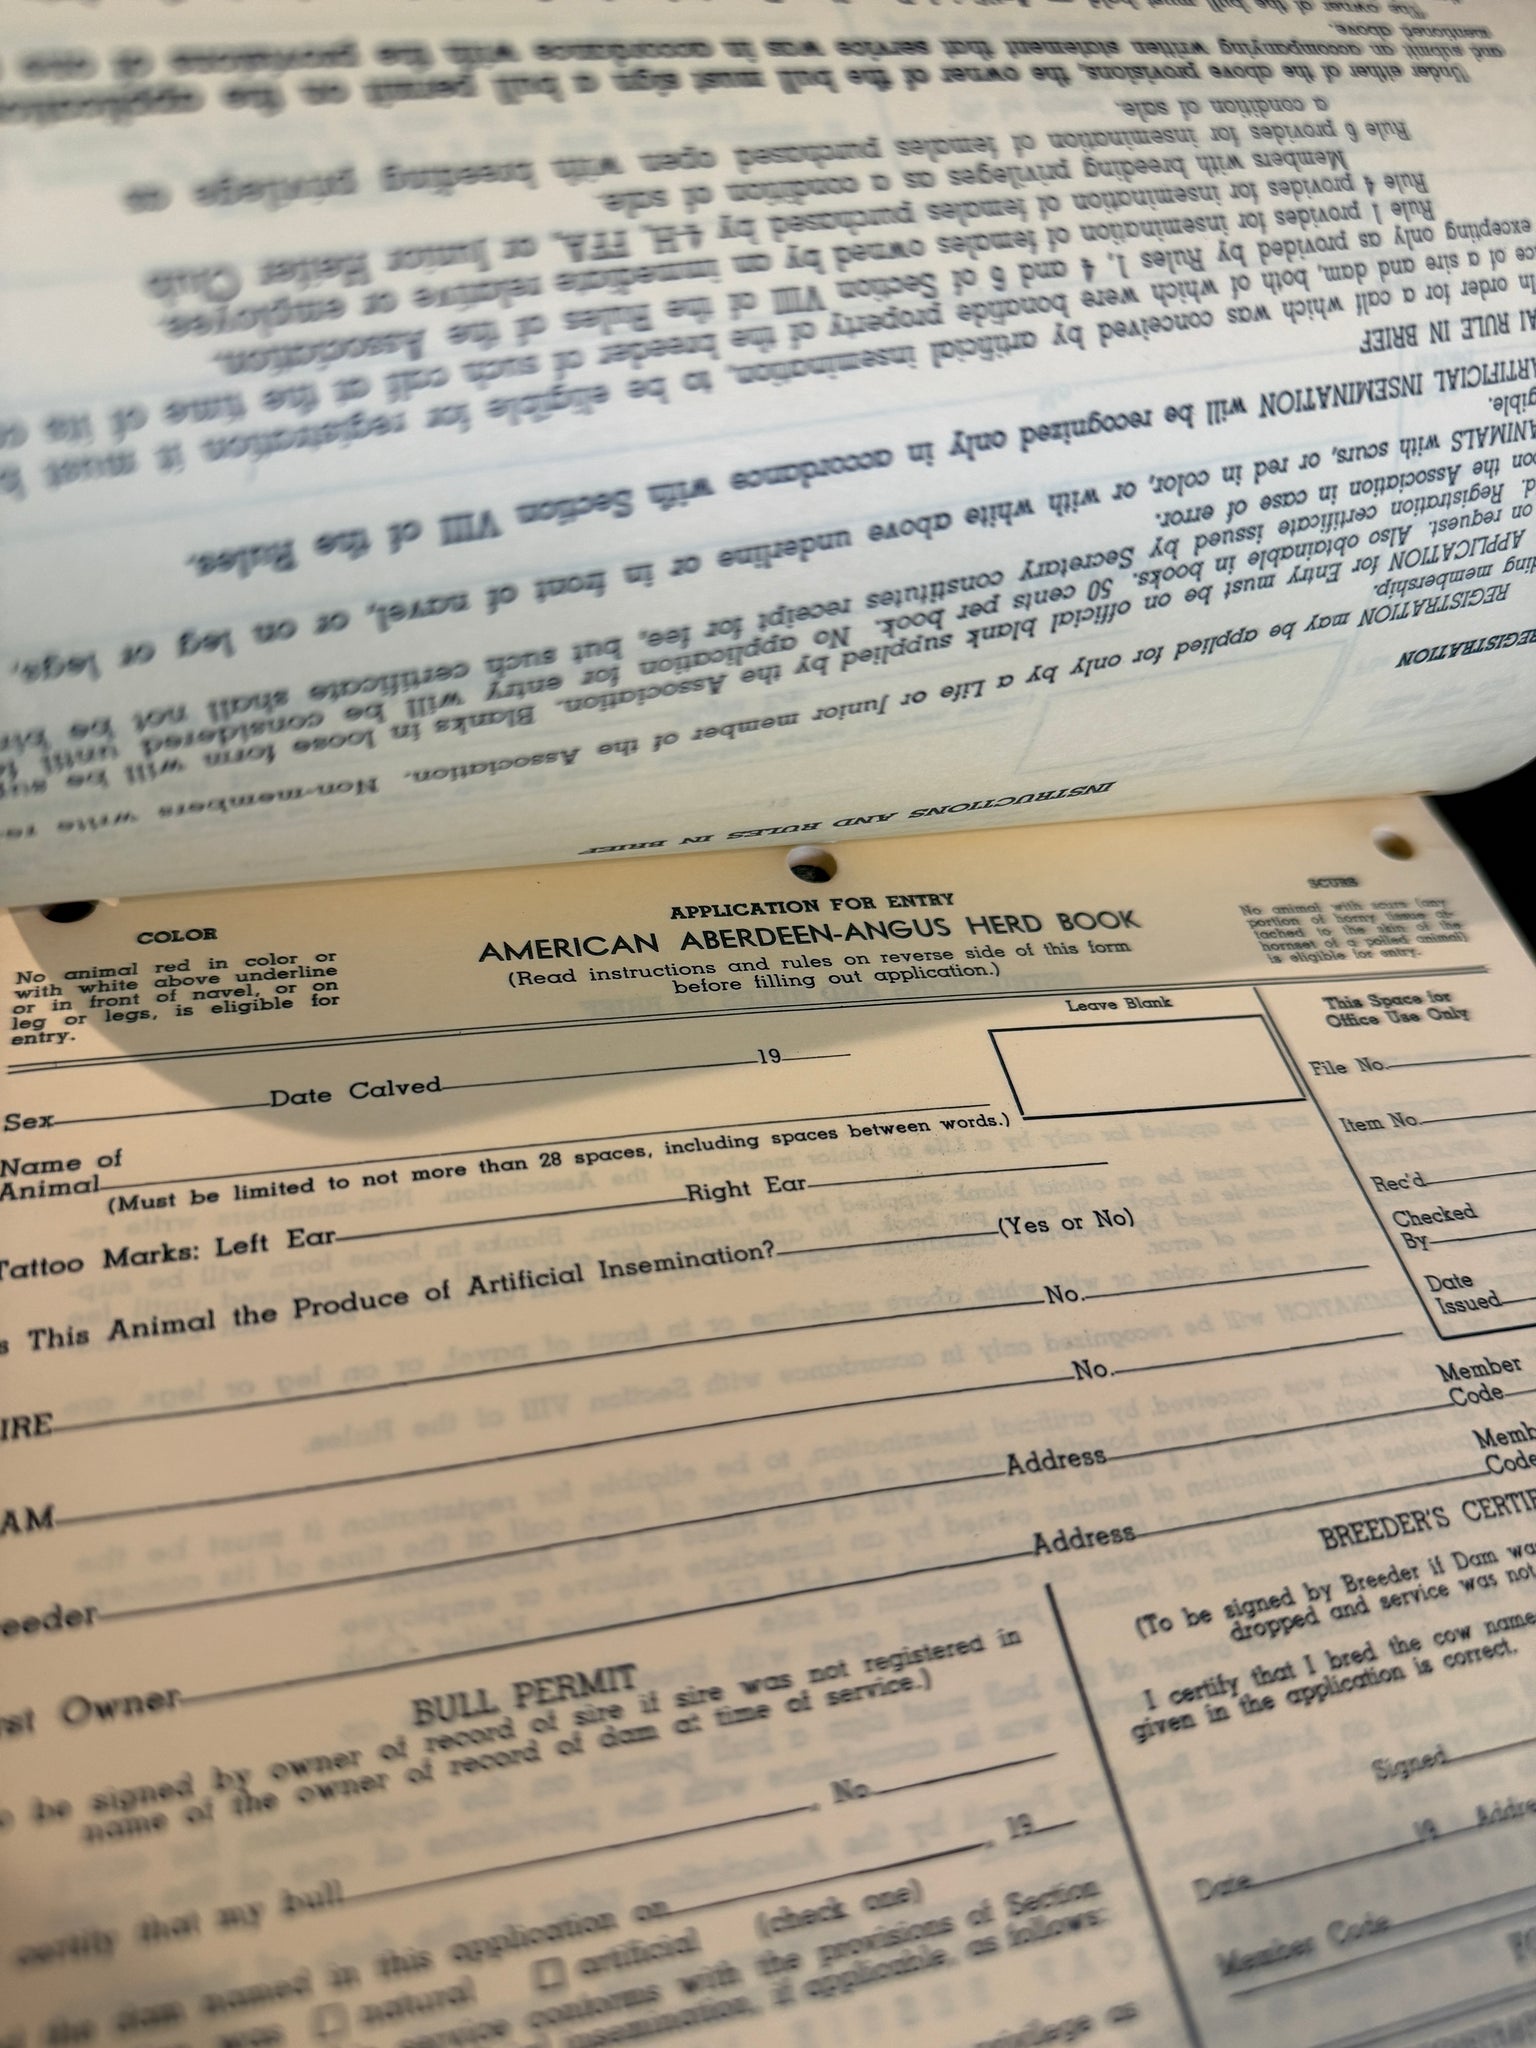 INSTRUCTIONS AND RULES IN BRIEF
REGISTRATION
REGISTRATION may be applied for only by a Life or Junior member of the Association. Non-members write re-
ding membership.
APPLICATION for Entry must be on official blank supplied by the Association. Blanks in loose form will be sup
on request. Also obtainable in books. 50 cents per book. No application for entry will be considered until
d. Registration certificate issued by Secretary constitutes receipt for fee, but such certificate shall not be
pon the Association in case of error.
ANIMALS with scurs, or red in color, or with white above underline or in front of navel, or on leg or legs,
gible.
ARTIFICIAL INSEMINATION will be recognized only in accordance with Section VIII of the Rules.
AI RULE IN BRIEF
In order for a calf which was conceived by artificial insemination, to be eligible for registration it must b
ce of a sire and dam, both of which were bonafide property of the breeder of such calf at the time of its co
excepting only as provided by Rules 1, 4 and 6 of Section VIII of the Rules of the Association.
Rule 1 provides for insemination of females owned by an immediate relative or employee.
Rule 4 provides for insemination of females purchased by 4-H, FFA, or Junior Heifer Club
Members with breeding privileges as a condition of sale.
Rule 6 provides for insemination of females purchased open with breeding privilege as
a condition of sale.
Under either of the above provisions, the owner of the bull must sign a bull permit on the application
and submit an accompanying written statement that service was in accordance with the provisions of one
mentioned above.
The owner of the bull must hold
COLOR
No animal red in color or
with white above underline
or in front of navel, or on
leg or legs, is eligible for
entry.
APPLICATION FOR ENTRY
AMERICAN ABERDEEN-ANGUS HERD BOOK
(Read instructions and rules on reverse side of this form
before filling out application.)
SCURS
No animal with scurs (any
portion of horny tissue at-
tached to the skin of the
hornset of a polled animal)
is eligible for entry.
Leave Blank
This Space for
Office Use Only
File No.
Item No.
Rec'd
Checked
By
Date
Issued
Sex Date Calved 19
Name of
Animal
(Must be limited to not more than 28 spaces, including spaces between words.)
Tattoo Marks: Left Ear Right Ear
s This Animal the Produce of Artificial Insemination? (Yes or No)
IRE No.
AM No.
Member
Code
eeder Address
Memb
Code
rst Owner Address
BULL PERMIT
o be signed by owner of record of sire if sire was not registered in
name of the owner of record of dam at time of service.)
certify that my bull , No.
the dam named in this application on , 19
was natural artificial (check one)
service conforms with the provisions of Section
insemination, if applicable, as follows:
privilege as
BREEDER'S CERTIF
(To be signed by Breeder if Dam wa
dropped and service was not
I certify that I bred the cow name
given in the application is correct.
Signed
Date 19 Addre
Member Code